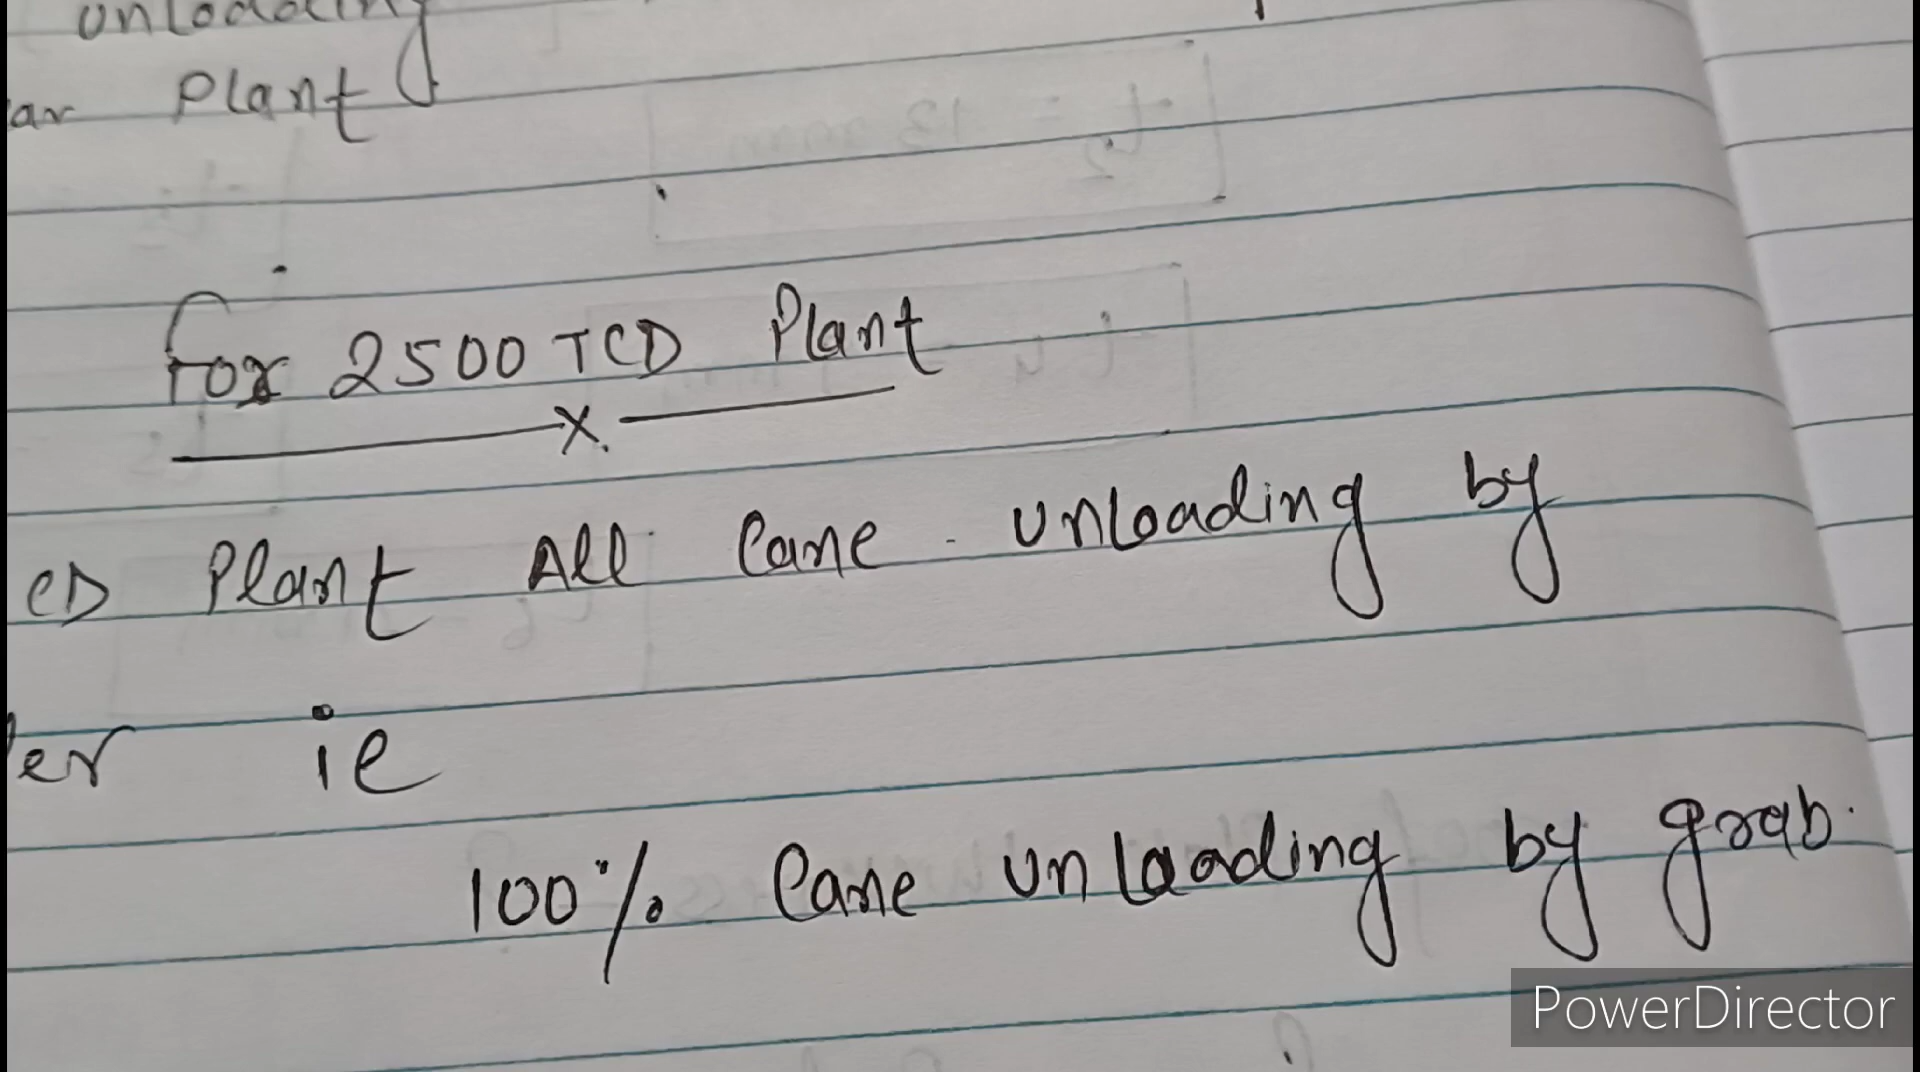 unloading
ar Plant
For 2500 TCD Plant
x
CD Plant All Cane unloading by
er ie
100% Cane unloading by grab.
PowerDirector